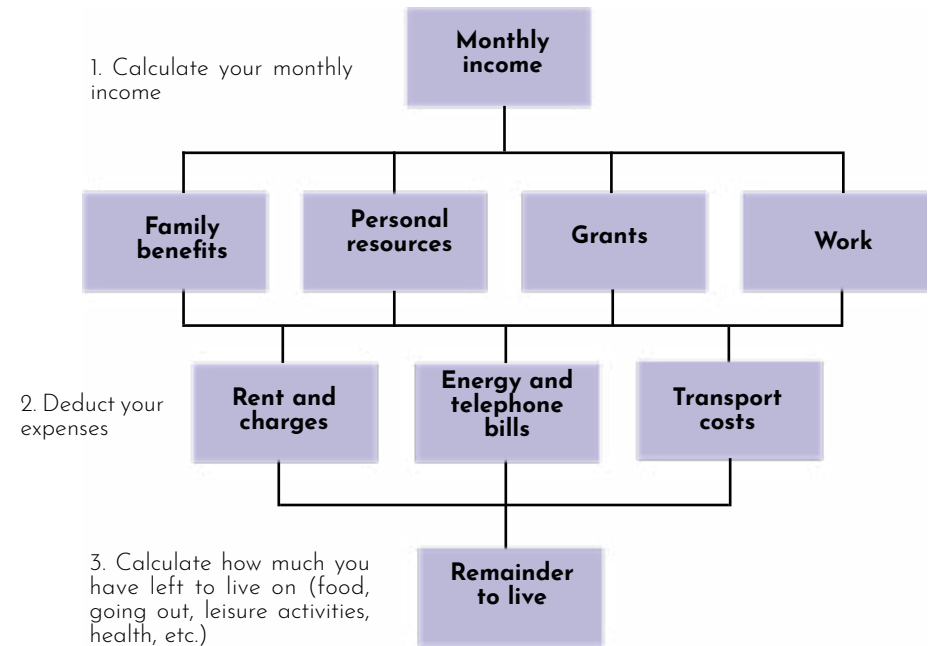 Monthly
income
1. Calculate your monthly
income
Family
benefits
Personal
resources
Grants
Work
2. Deduct your
expenses
Rent and
charges
Energy and
telephone
bills
Transport
costs
3. Calculate how much you
have left to live on (food,
going out, leisure activities,
health, etc.)
Remainder
to live